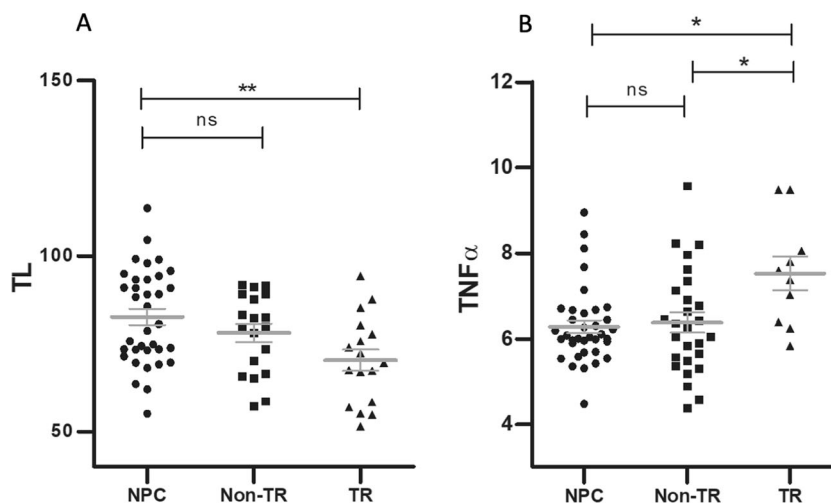 A
**
ns
150
100
50
TL
NPC Non-TR TR
B
*
*
ns
12
10
8
6
4
TNFα
NPC Non-TR TR